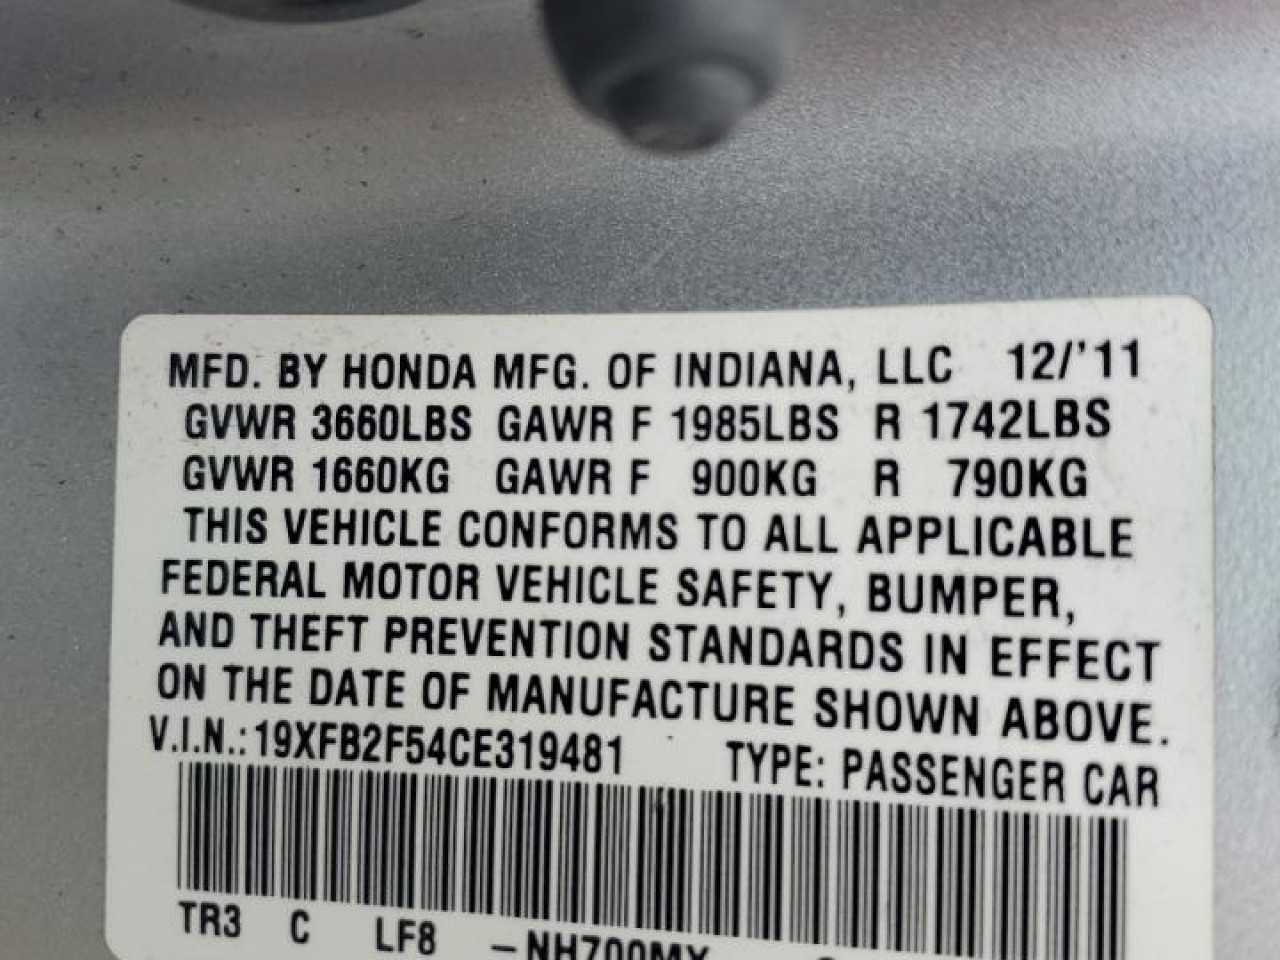 MFD. BY HONDA MFG. OF INDIANA, LLC 12/'11
GVWR 3660LBS GAWR F 1985LBS R 1742LBS
GVWR 1660KG GAWR F 900KG R 790KG
THIS VEHICLE CONFORMS TO ALL APPLICABLE
FEDERAL MOTOR VEHICLE SAFETY, BUMPER,
AND THEFT PREVENTION STANDARDS IN EFFECT
ON THE DATE OF MANUFACTURE SHOWN ABOVE.
V.I.N.: 19XFB2F54CE319481 TYPE: PASSENGER CAR
TR3 C LF8 –NH700MX